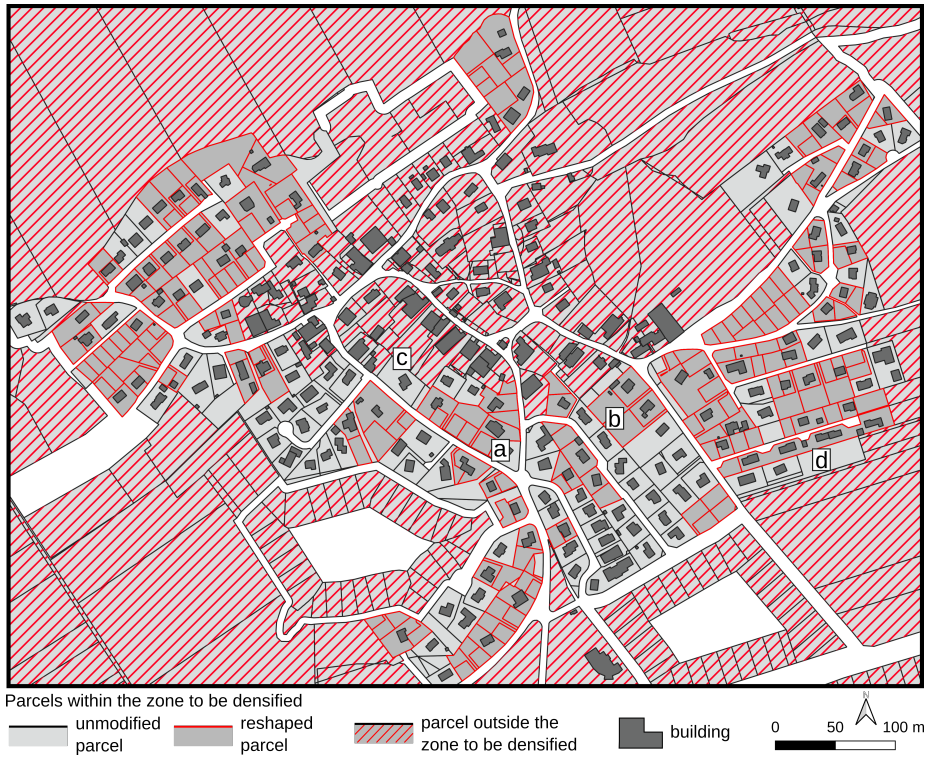 c
b
a
d
Parcels within the zone to be densified
unmodified
parcel
reshaped
parcel
parcel outside the
zone to be densified
building
N
0 50 100 m